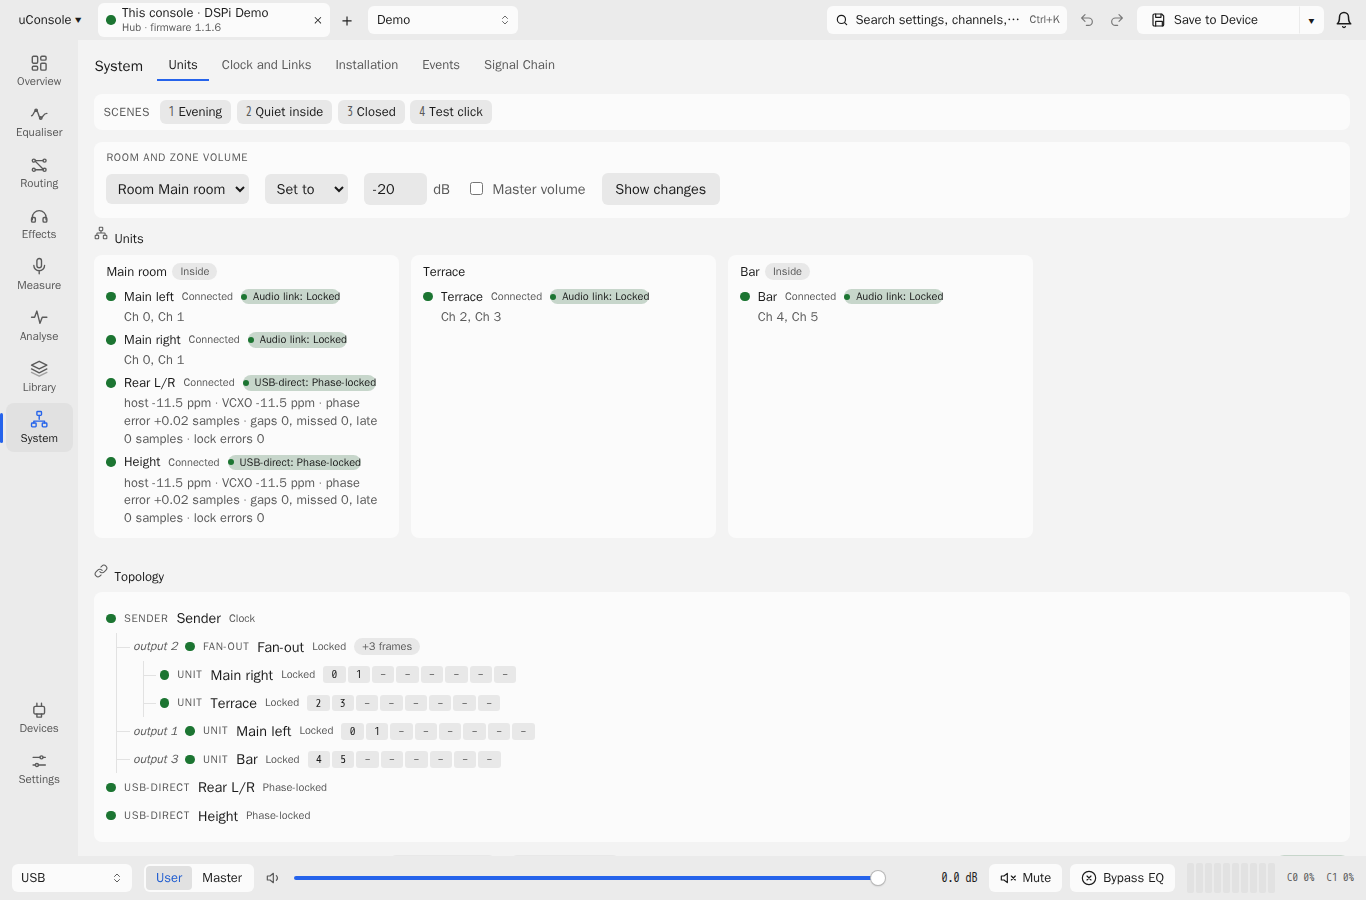 uConsole
This console · DSPi Demo
Hub · firmware 1.1.6
Demo
Search settings, channels,··· Ctrl+K
Save to Device
Overview
Equaliser
Routing
Effects
Measure
Analyse
Library
System
Devices
Settings
System Units Clock and Links Installation Events Signal Chain
SCENES 1 Evening 2 Quiet inside 3 Closed 4 Test click
ROOM AND ZONE VOLUME
Room Main room Set to -20 dB Master volume Show changes
Units
Main room Inside
Main left Connected Audio link: Locked
Ch 0, Ch 1
Main right Connected Audio link: Locked
Ch 0, Ch 1
Rear L/R Connected USB-direct: Phase-locked
host -11.5 ppm · VCXO -11.5 ppm · phase
error +0.02 samples · gaps 0, missed 0, late
0 samples · lock errors 0
Height Connected USB-direct: Phase-locked
host -11.5 ppm · VCXO -11.5 ppm · phase
error +0.02 samples · gaps 0, missed 0, late
0 samples · lock errors 0
Terrace
Terrace Connected Audio link: Locked
Ch 2, Ch 3
Bar Inside
Bar Connected Audio link: Locked
Ch 4, Ch 5
Topology
SENDER Sender Clock
output 2 FAN-OUT Fan-out Locked +3 frames
UNIT Main right Locked 0 1 – – – – – –
UNIT Terrace Locked 2 3 – – – – – –
output 1 UNIT Main left Locked 0 1 – – – – – –
output 3 UNIT Bar Locked 4 5 – – – – – –
USB-DIRECT Rear L/R Phase-locked
USB-DIRECT Height Phase-locked
USB User Master 0.0 dB Mute Bypass EQ C0 0% C1 0%